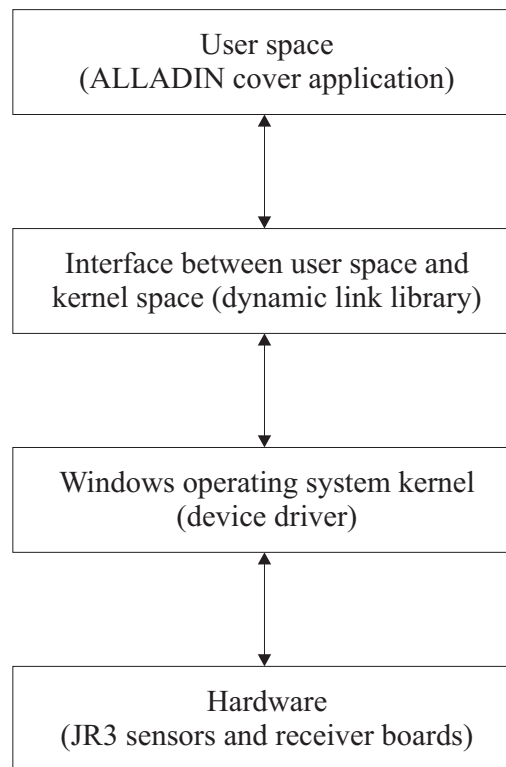 User space
(ALLADIN cover application)
Interface between user space and
kernel space (dynamic link library)
Windows operating system kernel
(device driver)
Hardware
(JR3 sensors and receiver boards)